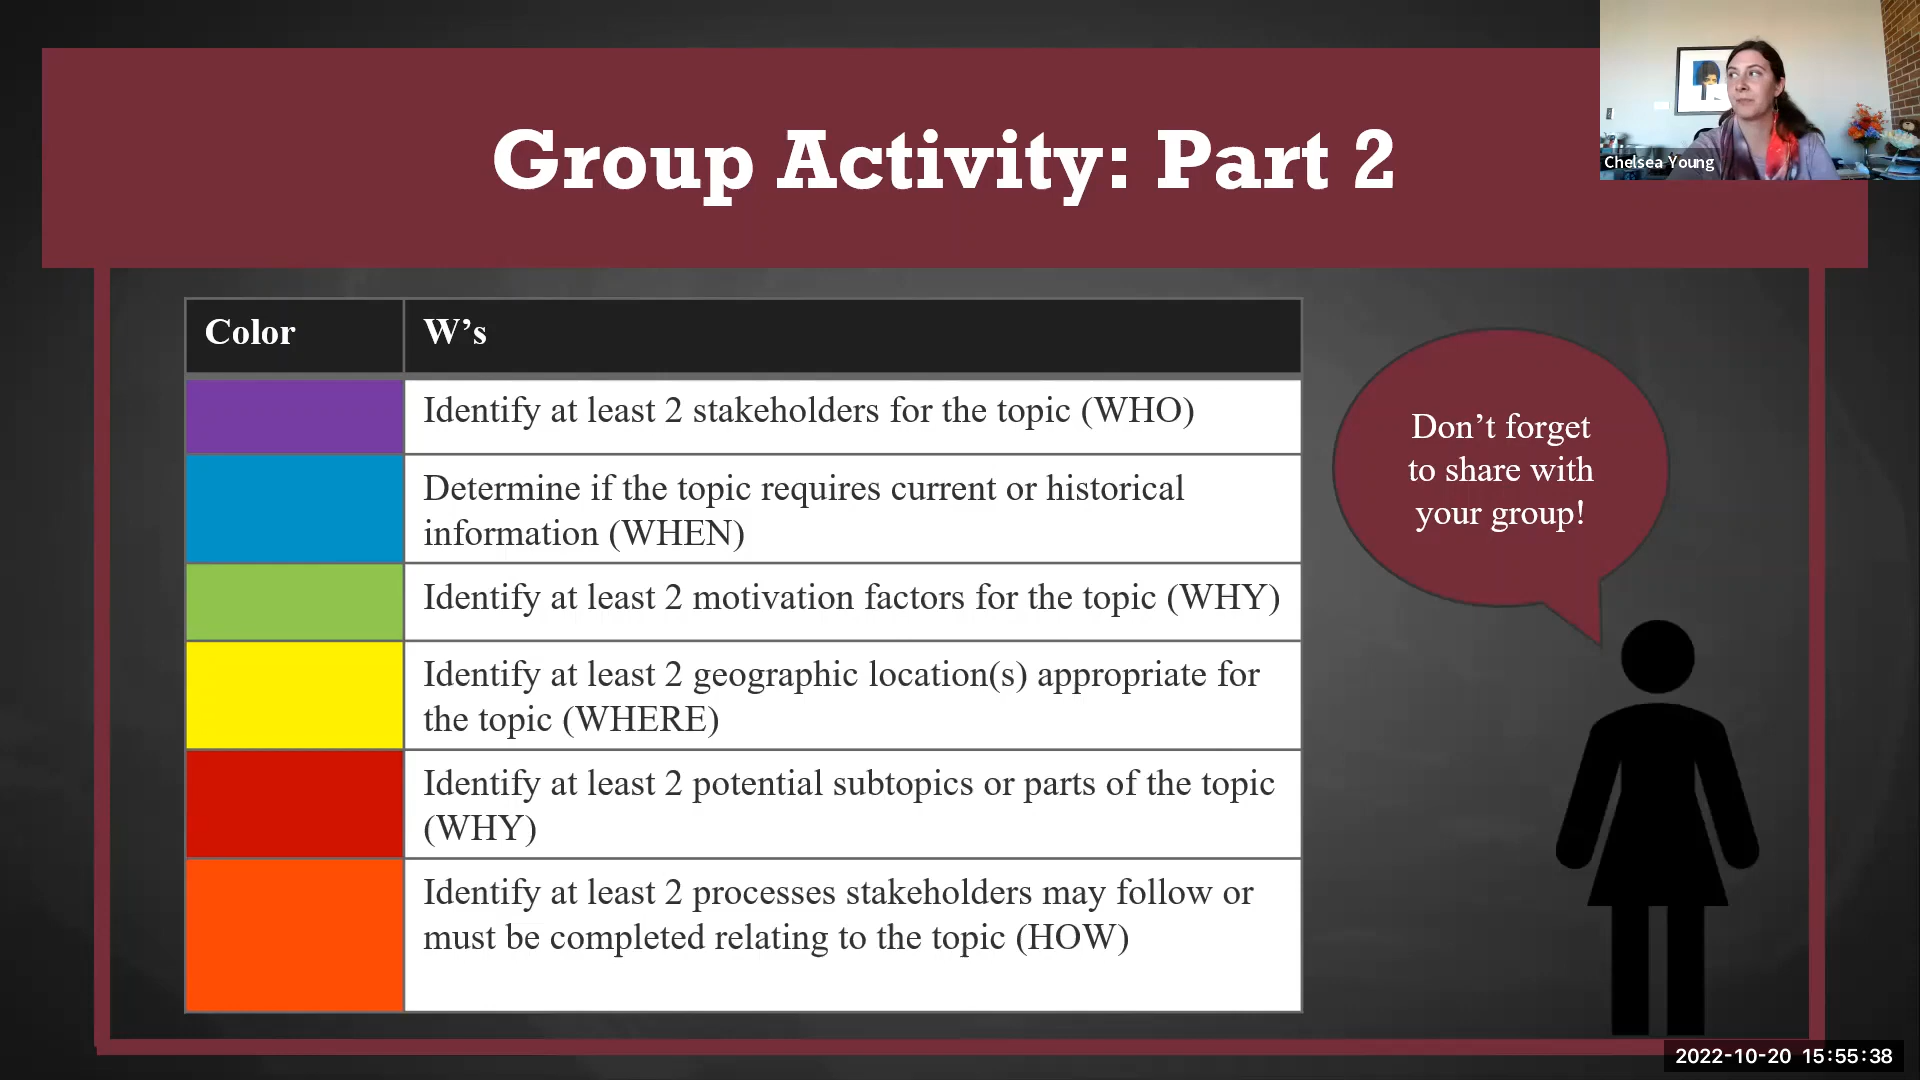 Group Activity: Part 2
Chelsea Young
Color
W’s
Identify at least 2 stakeholders for the topic (WHO)
Determine if the topic requires current or historical
information (WHEN)
Identify at least 2 motivation factors for the topic (WHY)
Identify at least 2 geographic location(s) appropriate for
the topic (WHERE)
Identify at least 2 potential subtopics or parts of the topic
(WHY)
Identify at least 2 processes stakeholders may follow or
must be completed relating to the topic (HOW)
Don’t forget
to share with
your group!
2022-10-20 15:55:38